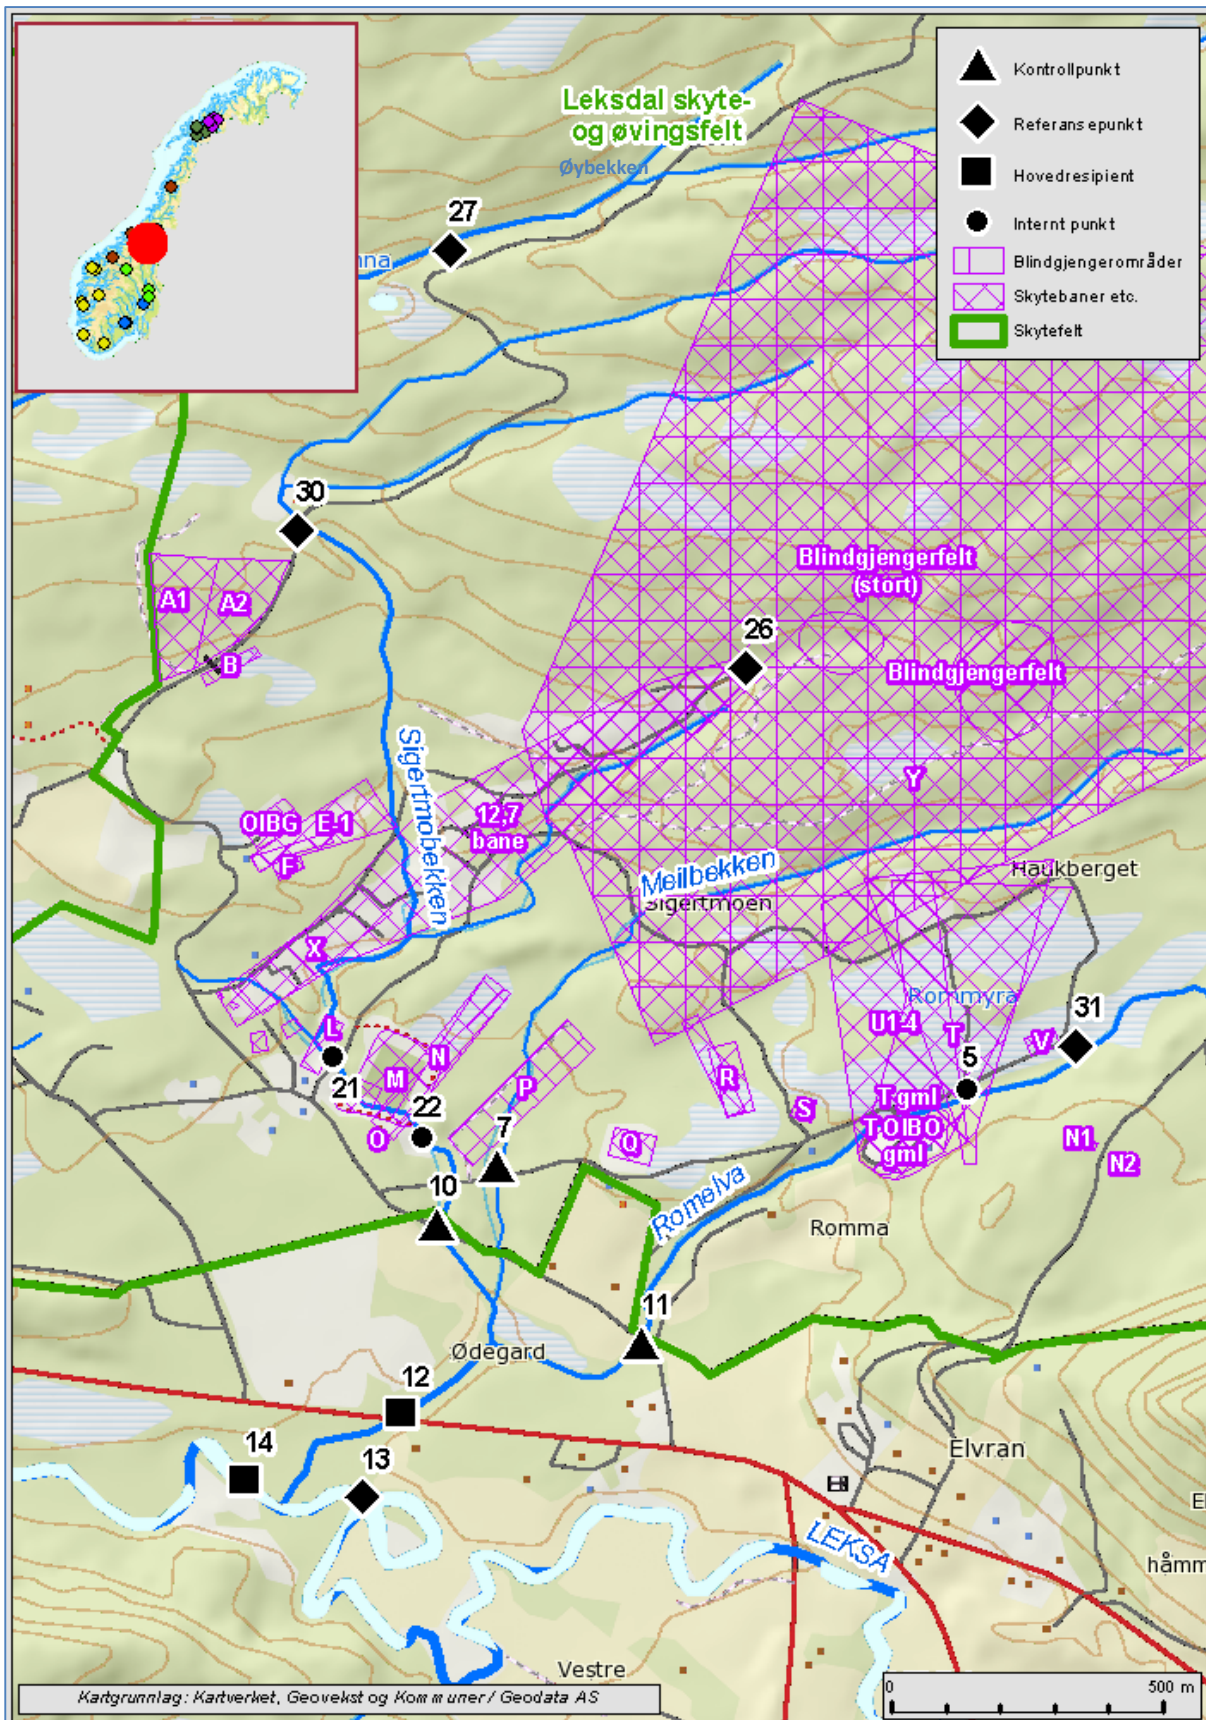 Kontrollpunkt
Referansepunkt
Hovedresipient
Internt punkt
Blindgjengerområder
Skytebaner etc.
Skytefelt
Leksdal skyte-
og øvingsfelt
Øybekken
27
nna
30
A1
A2
B
Blindgjengerfelt
(stort)
26
Blindgjengerfelt
Sigertmobekken
Y
OIBG
E-1
F
12,7
bane
Meilbekken
Sigertmoen
Haukberget
X
Rommyra
U1-4
T
V
31
L
N
M
P
R
5
21
22
O
7
Q
S
T.gml
T.OIBO
gml
N1
N2
10
Romelva
Romma
11
Ødegard
12
14
13
Elvran
LEKSA
El
håmm
Vestre
Kartgrunnlag: Kartverket, Geovekst og Kommuner / Geodata AS
0
500 m